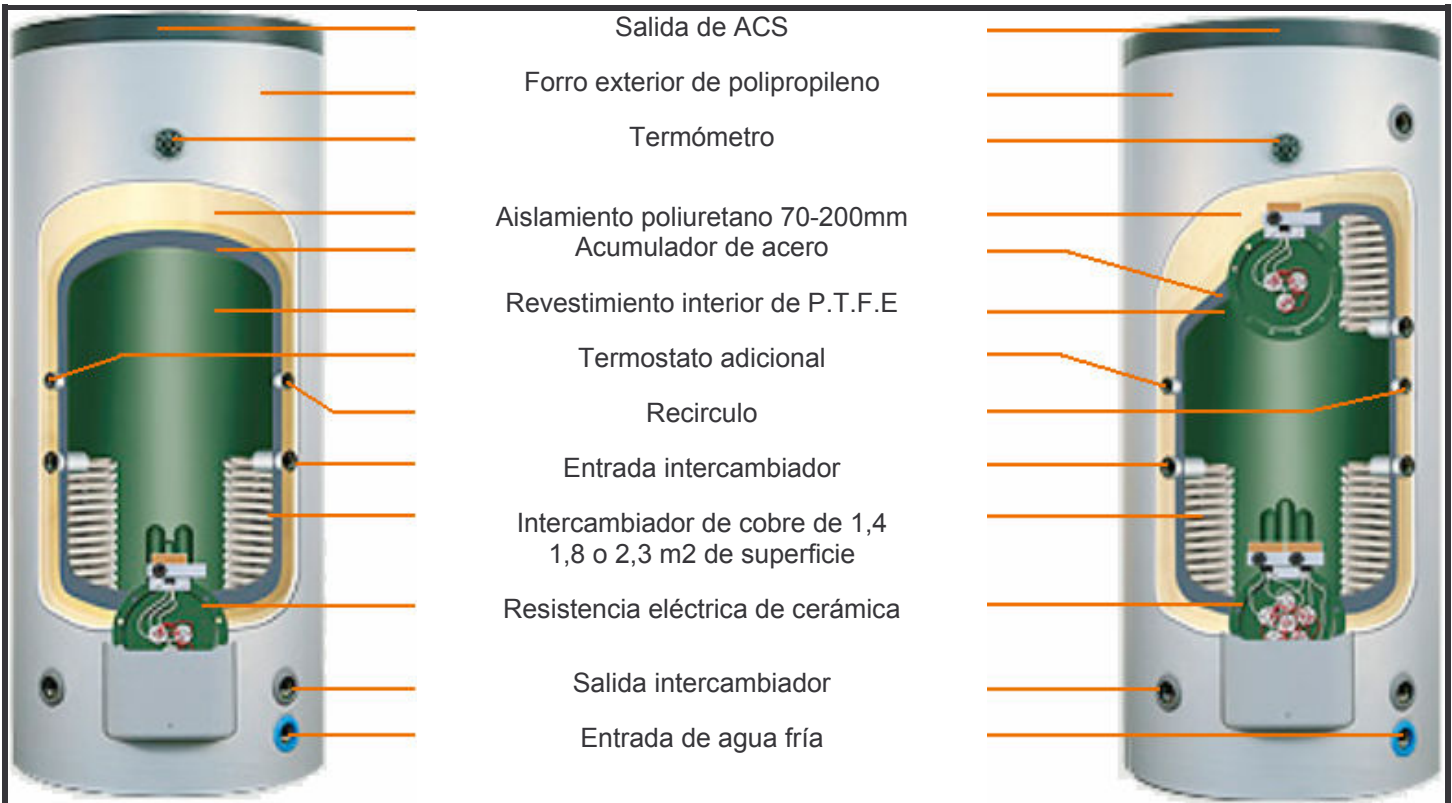 Salida de ACS
Forro exterior de polipropileno
Termómetro
Aislamiento poliuretano 70-200mm
Acumulador de acero
Revestimiento interior de P.T.F.E
Termostato adicional
Recirculo
Entrada intercambiador
Intercambiador de cobre de 1,4
1,8 o 2,3 m2 de superficie
Resistencia eléctrica de cerámica
Salida intercambiador
Entrada de agua fría